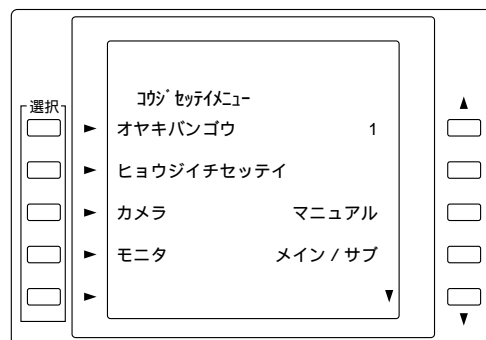 選択
ｺｳｼﾞｾｯﾃｲﾒﾆｭｰ
オヤキバンゴウ 1
ヒョウジイチセッテイ
カメラ マニュアル
モニタ メイン / サブ